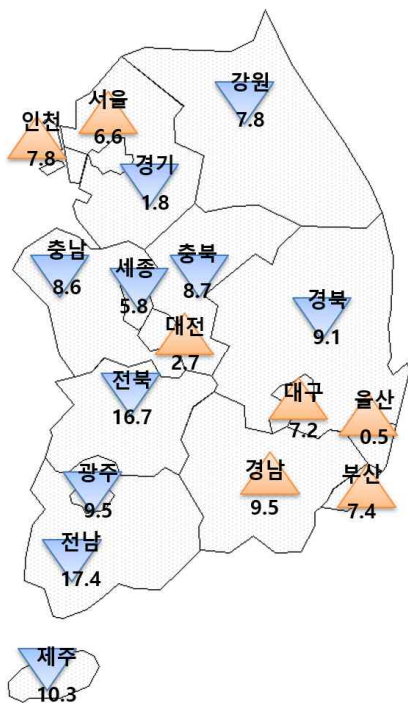 강원
7.8
서울
6.6
인천
7.8
경기
1.8
충남
8.6
세종
5.8
충북
8.7
경북
9.1
대전
2.7
전북
16.7
대구
7.2
울산
0.5
광주
9.5
경남
9.5
부산
7.4
전남
17.4
제주
10.3